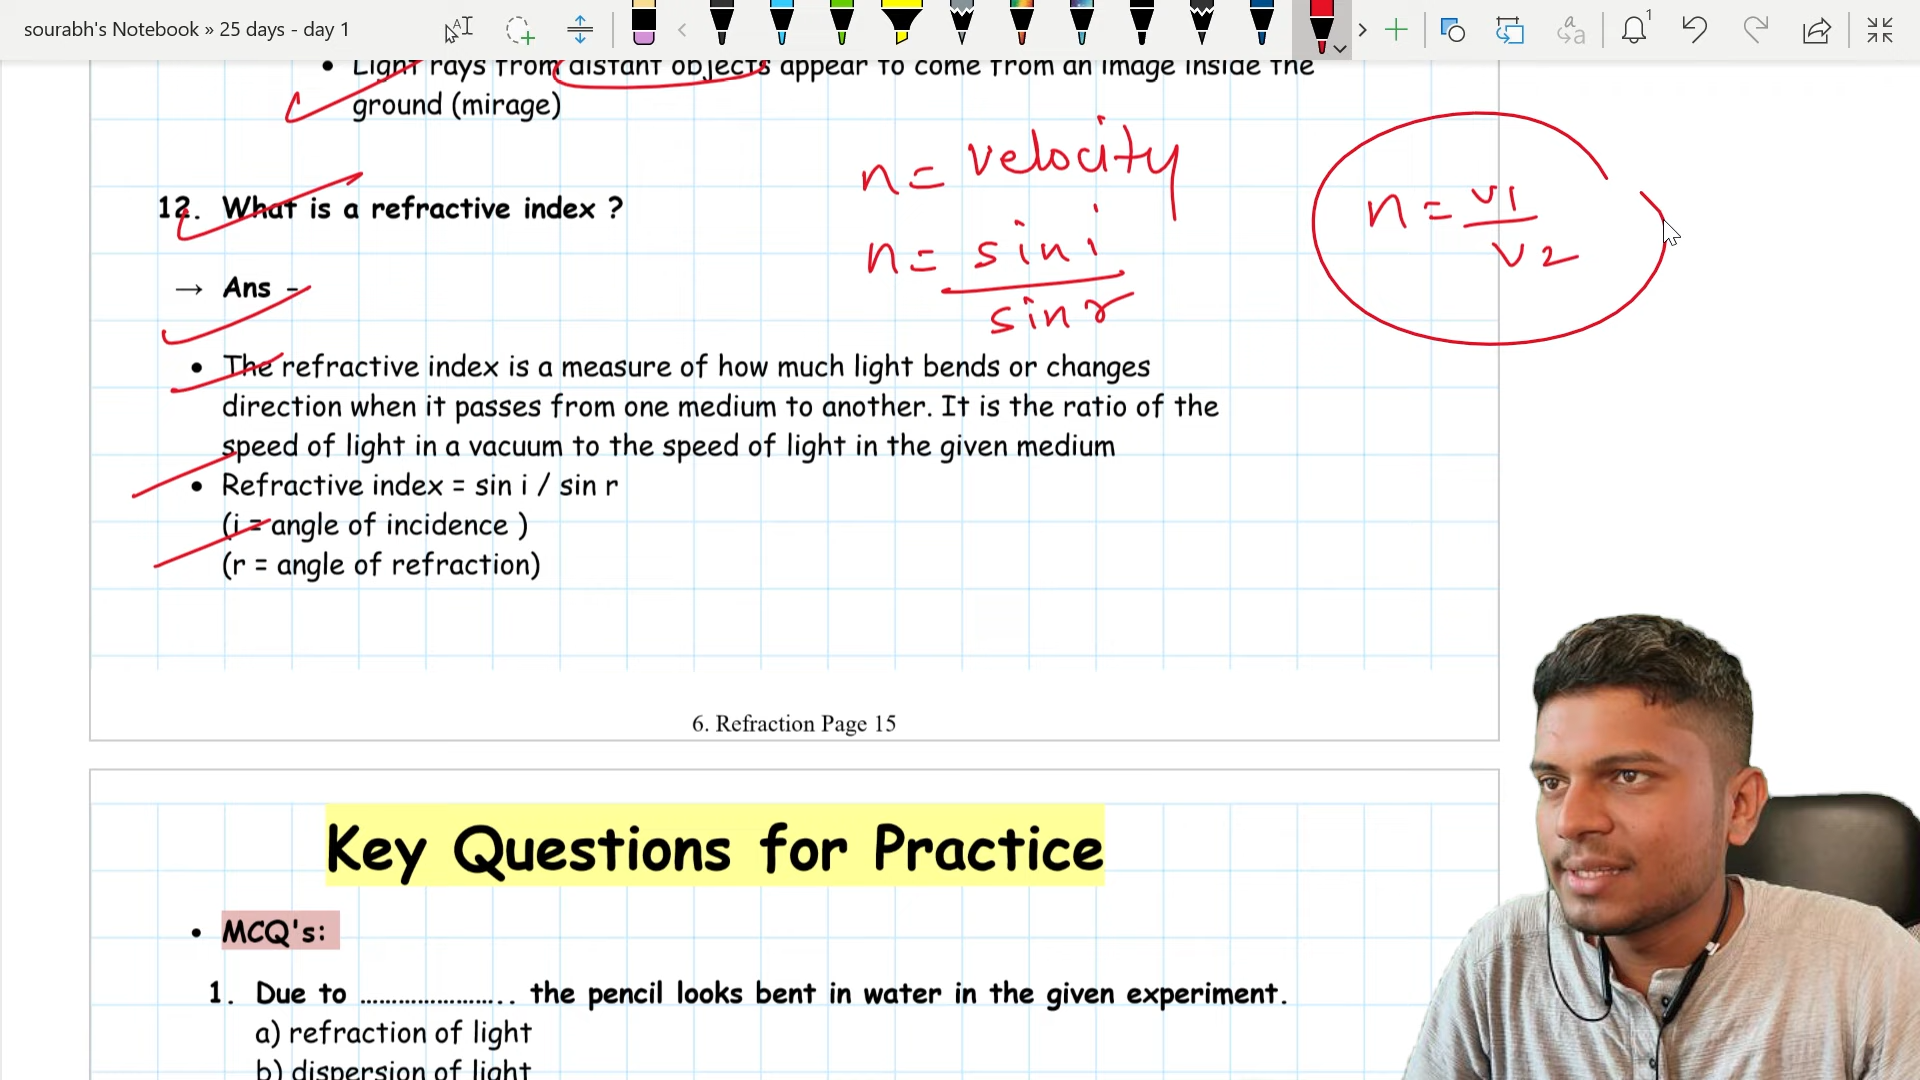 sourabh's Notebook » 25 days - day 1
1
• Light rays from distant objects appear to come from an image inside the
ground (mirage)
12. What is a refractive index ?
→ Ans -
n = velocity
n = sin i
sin r
n = v1
v2
• The refractive index is a measure of how much light bends or changes
direction when it passes from one medium to another. It is the ratio of the
speed of light in a vacuum to the speed of light in the given medium
• Refractive index = sin i / sin r
(i = angle of incidence )
(r = angle of refraction)
6. Refraction Page 15
Key Questions for Practice
• MCQ's:
1. Due to …………………….. the pencil looks bent in water in the given experiment.
a) refraction of light
b) dispersion of light